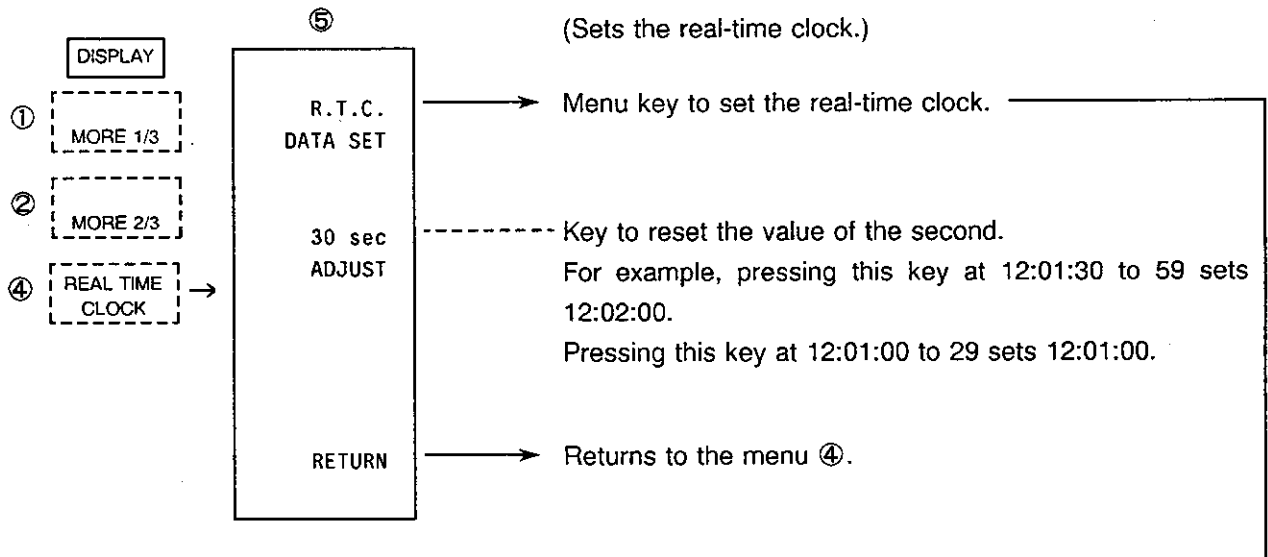 ⑤
(Sets the real-time clock.)
DISPLAY
①
MORE 1/3
R.T.C.
DATA SET
Menu key to set the real-time clock.
②
MORE 2/3
30 sec
ADJUST
Key to reset the value of the second.
For example, pressing this key at 12:01:30 to 59 sets
12:02:00.
Pressing this key at 12:01:00 to 29 sets 12:01:00.
④
REAL TIME
CLOCK
RETURN
Returns to the menu ④.